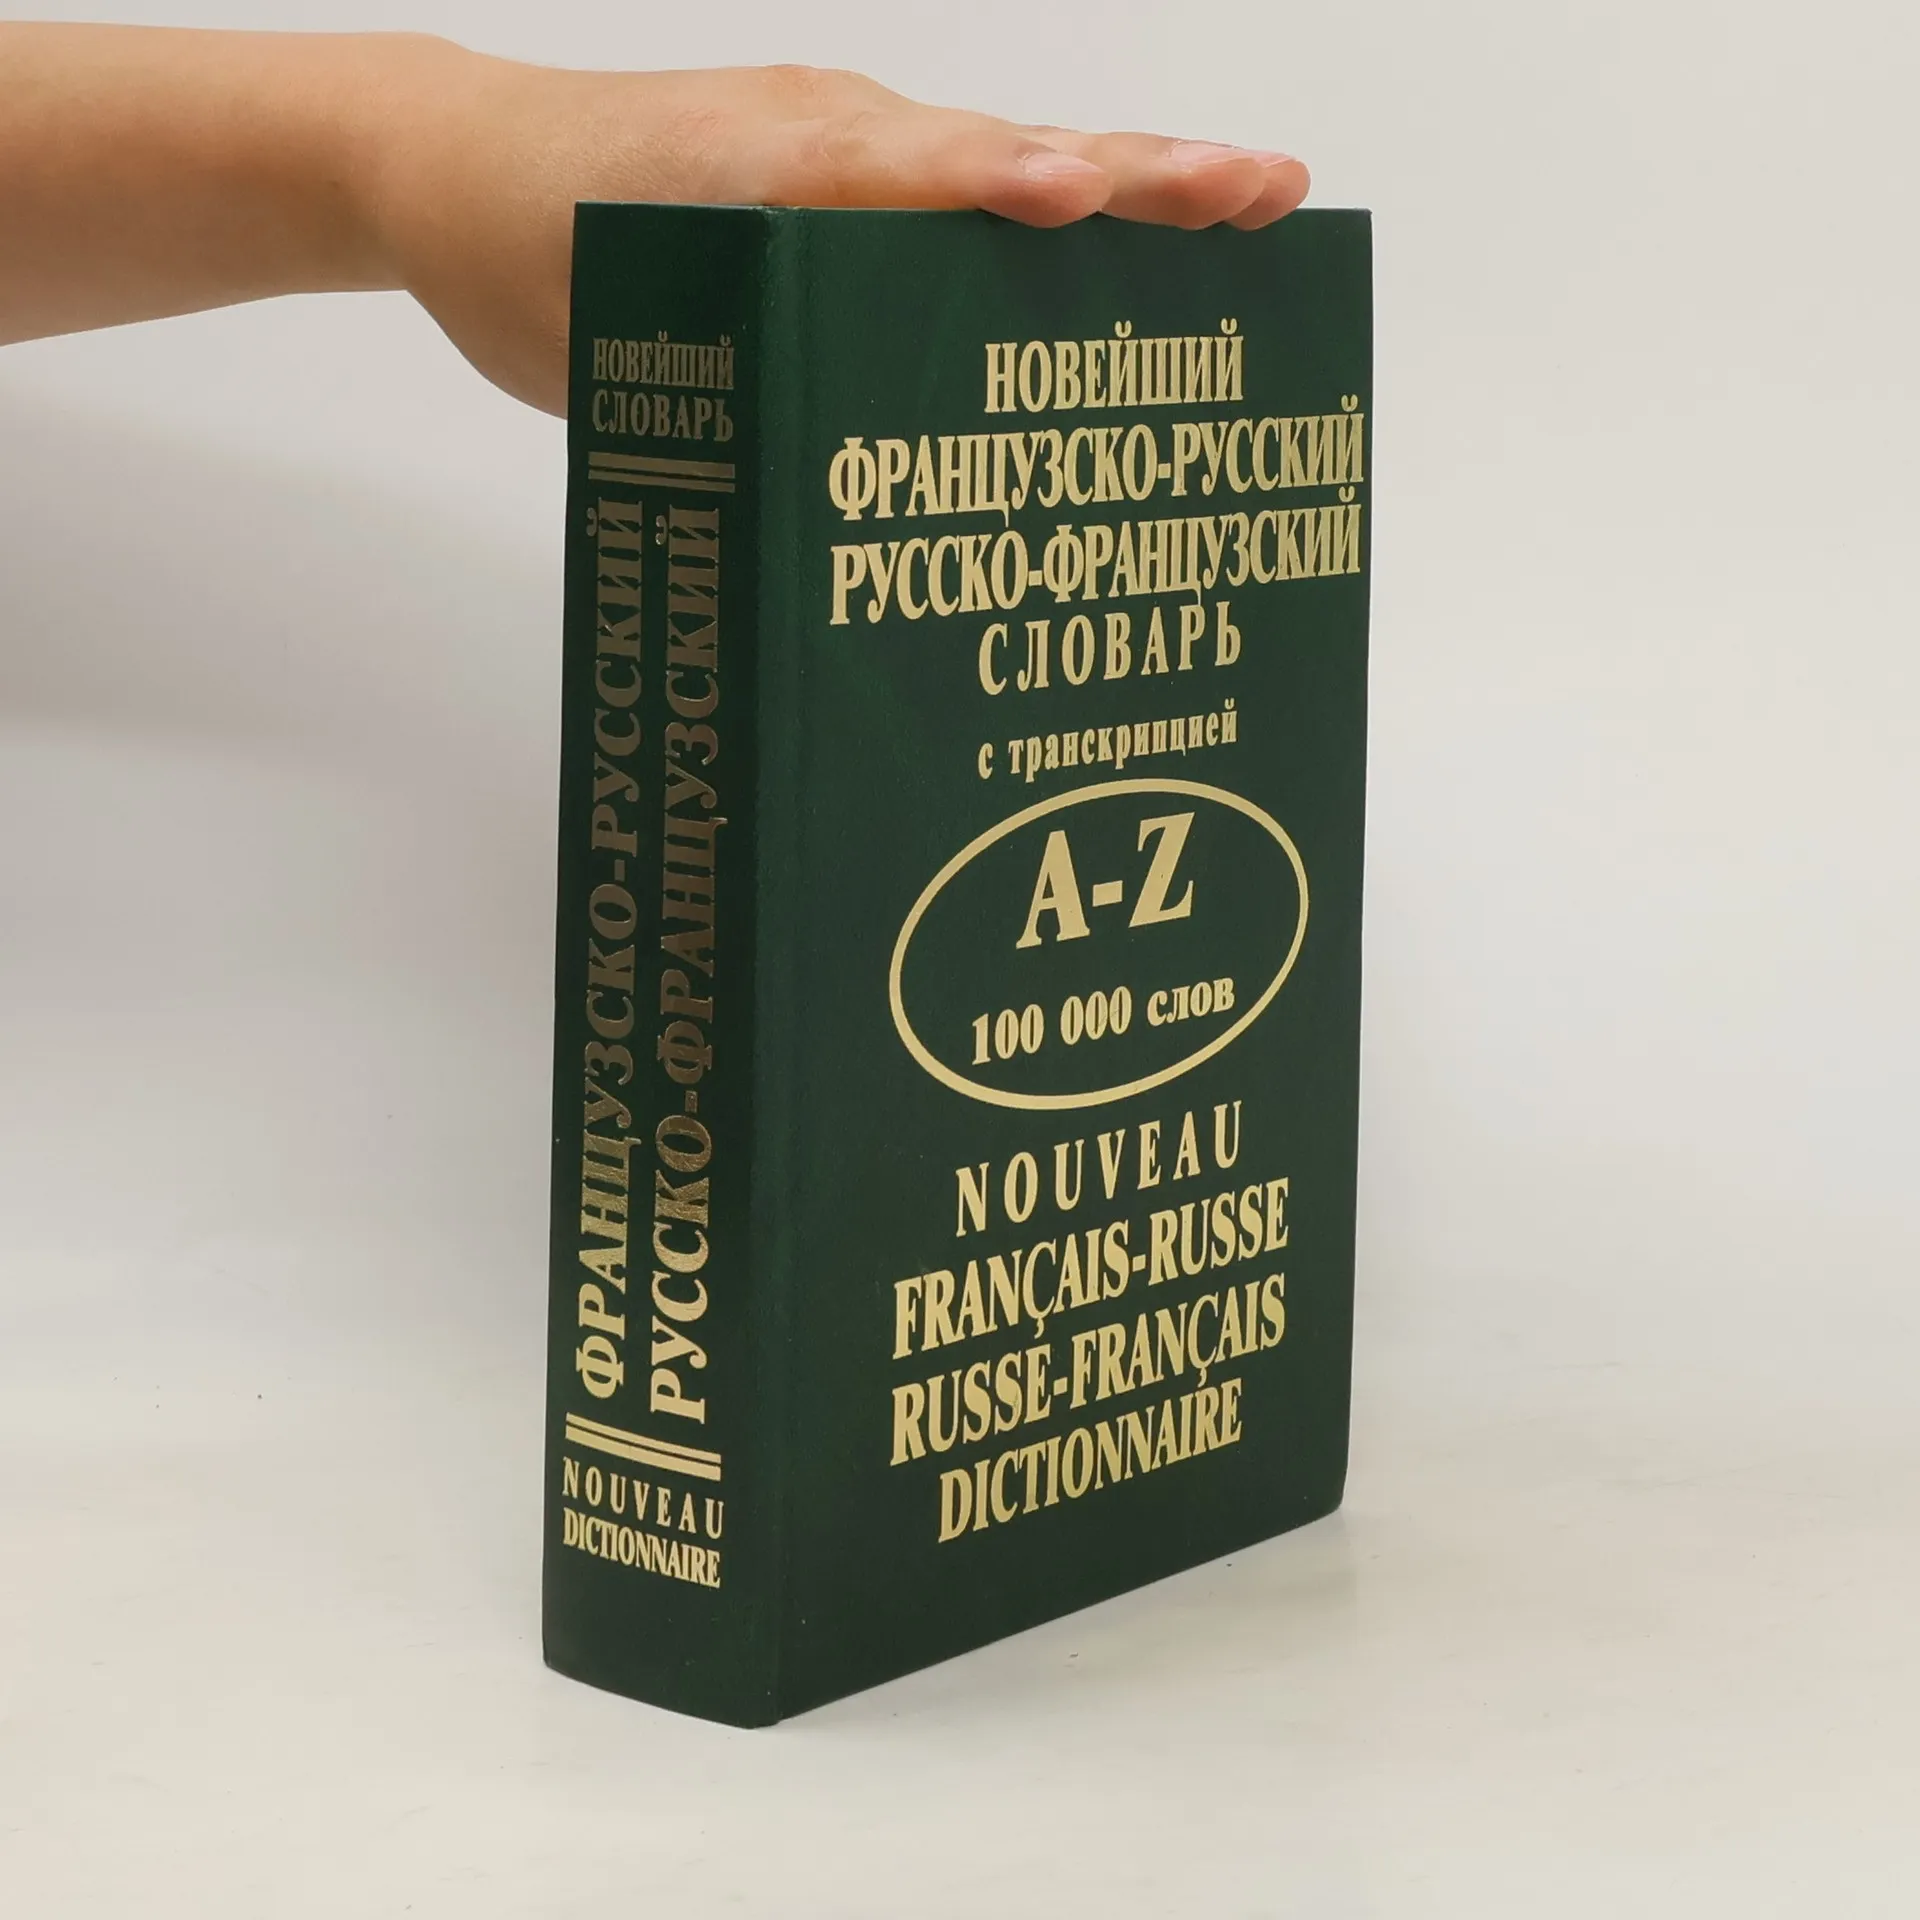 НОВЕЙШИЙ
СЛОВАРЬ
ФРАНЦУЗСКО-РУССКИЙ
РУССКО-ФРАНЦУЗСКИЙ
NOUVEAU
DICTIONNAIRE
НОВЕЙШИЙ
ФРАНЦУЗСКО-РУССКИЙ
РУССКО-ФРАНЦУЗСКИЙ
СЛОВАРЬ
с транскрипцией
A-Z
100 000 слов
NOUVEAU
FRANÇAIS-RUSSE
RUSSE-FRANÇAIS
DICTIONNAIRE